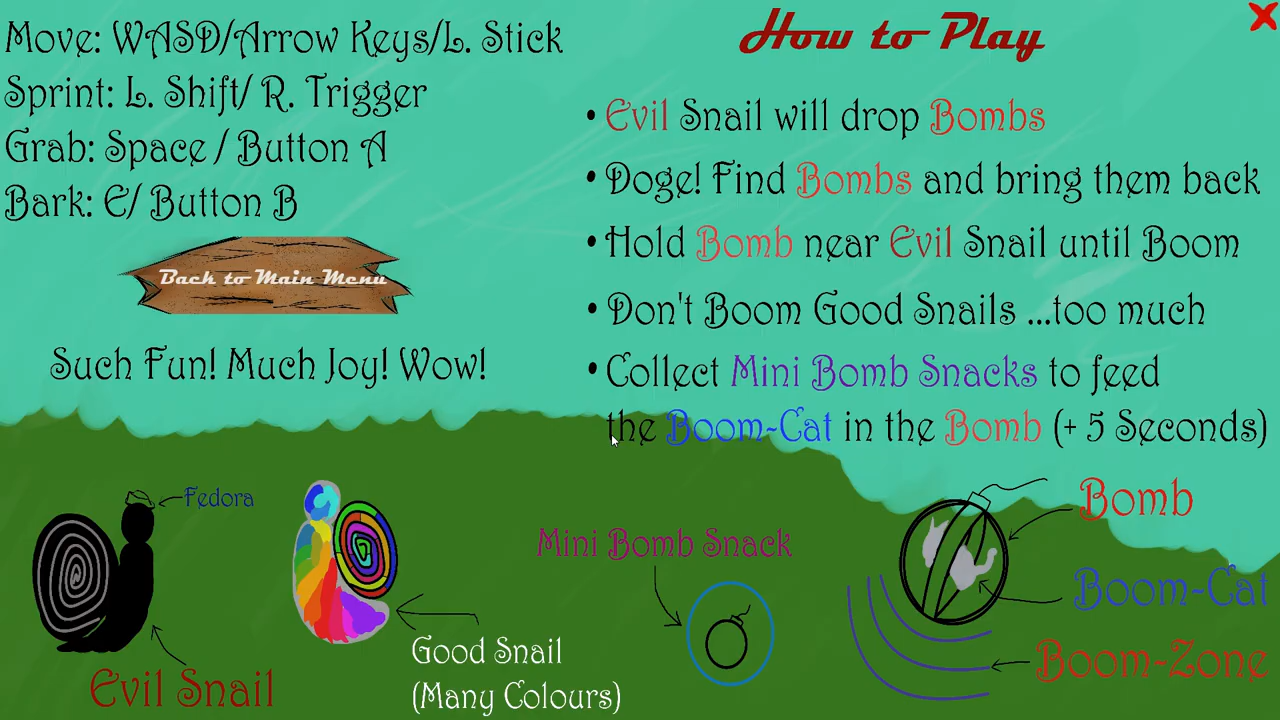 Move: WASD/Arrow Keys/L. Stick
Sprint: L. Shift/ R. Trigger
Grab: Space / Button A
Bark: E/ Button B
Back to Main Menu
Such Fun! Much Joy! Wow!
How to Play
• Evil Snail will drop Bombs
• Doge! Find Bombs and bring them back
• Hold Bomb near Evil Snail until Boom
• Don't Boom Good Snails ...too much
• Collect Mini Bomb Snacks to feed
the Boom-Cat in the Bomb (+ 5 Seconds)
Fedora
Evil Snail
Good Snail
(Many Colours)
Mini Bomb Snack
Bomb
Boom-Cat
Boom-Zone